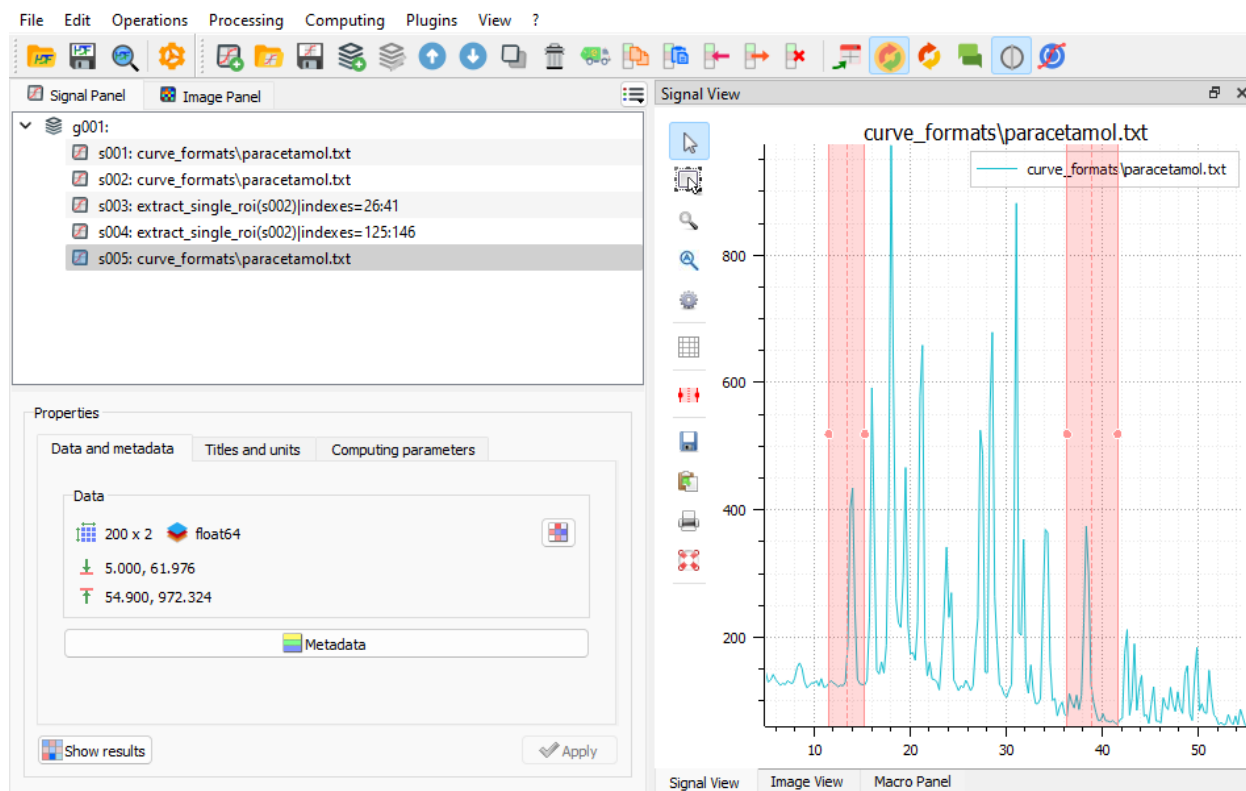 File Edit Operations Processing Computing Plugins View ?
Signal Panel Image Panel
g001:
s001: curve_formats\paracetamol.txt
s002: curve_formats\paracetamol.txt
s003: extract_single_roi(s002)|indexes=26:41
s004: extract_single_roi(s002)|indexes=125:146
s005: curve_formats\paracetamol.txt
Properties
Data and metadata Titles and units Computing parameters
Data
200 x 2 float64
5.000, 61.976
54.900, 972.324
Metadata
Show results Apply
Signal View
curve_formats\paracetamol.txt
curve_formats\paracetamol.txt
800
600
400
200
10 20 30 40 50
Signal View Image View Macro Panel